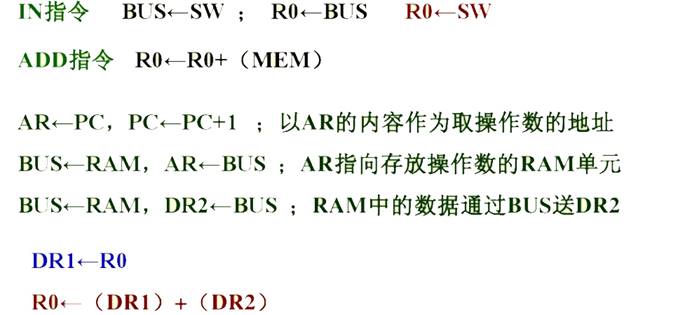 IN指令 BUS←SW ； R0←BUS R0←SW
ADD指令 R0←R0+（MEM）
AR←PC，PC←PC+1 ；以AR的内容作为取操作数的地址
BUS←RAM，AR←BUS ；AR指向存放操作数的RAM单元
BUS←RAM，DR2←BUS ；RAM中的数据通过BUS送DR2
DR1←R0
R0←（DR1）+（DR2）